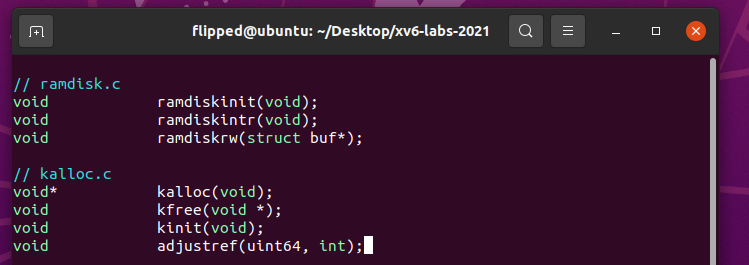 flipped@ubuntu: ~/Desktop/xv6-labs-2021
// ramdisk.c
void ramdiskinit(void);
void ramdiskintr(void);
void ramdiskrw(struct buf*);
// kalloc.c
void* kalloc(void);
void kfree(void *);
void kinit(void);
void adjustref(uint64, int);